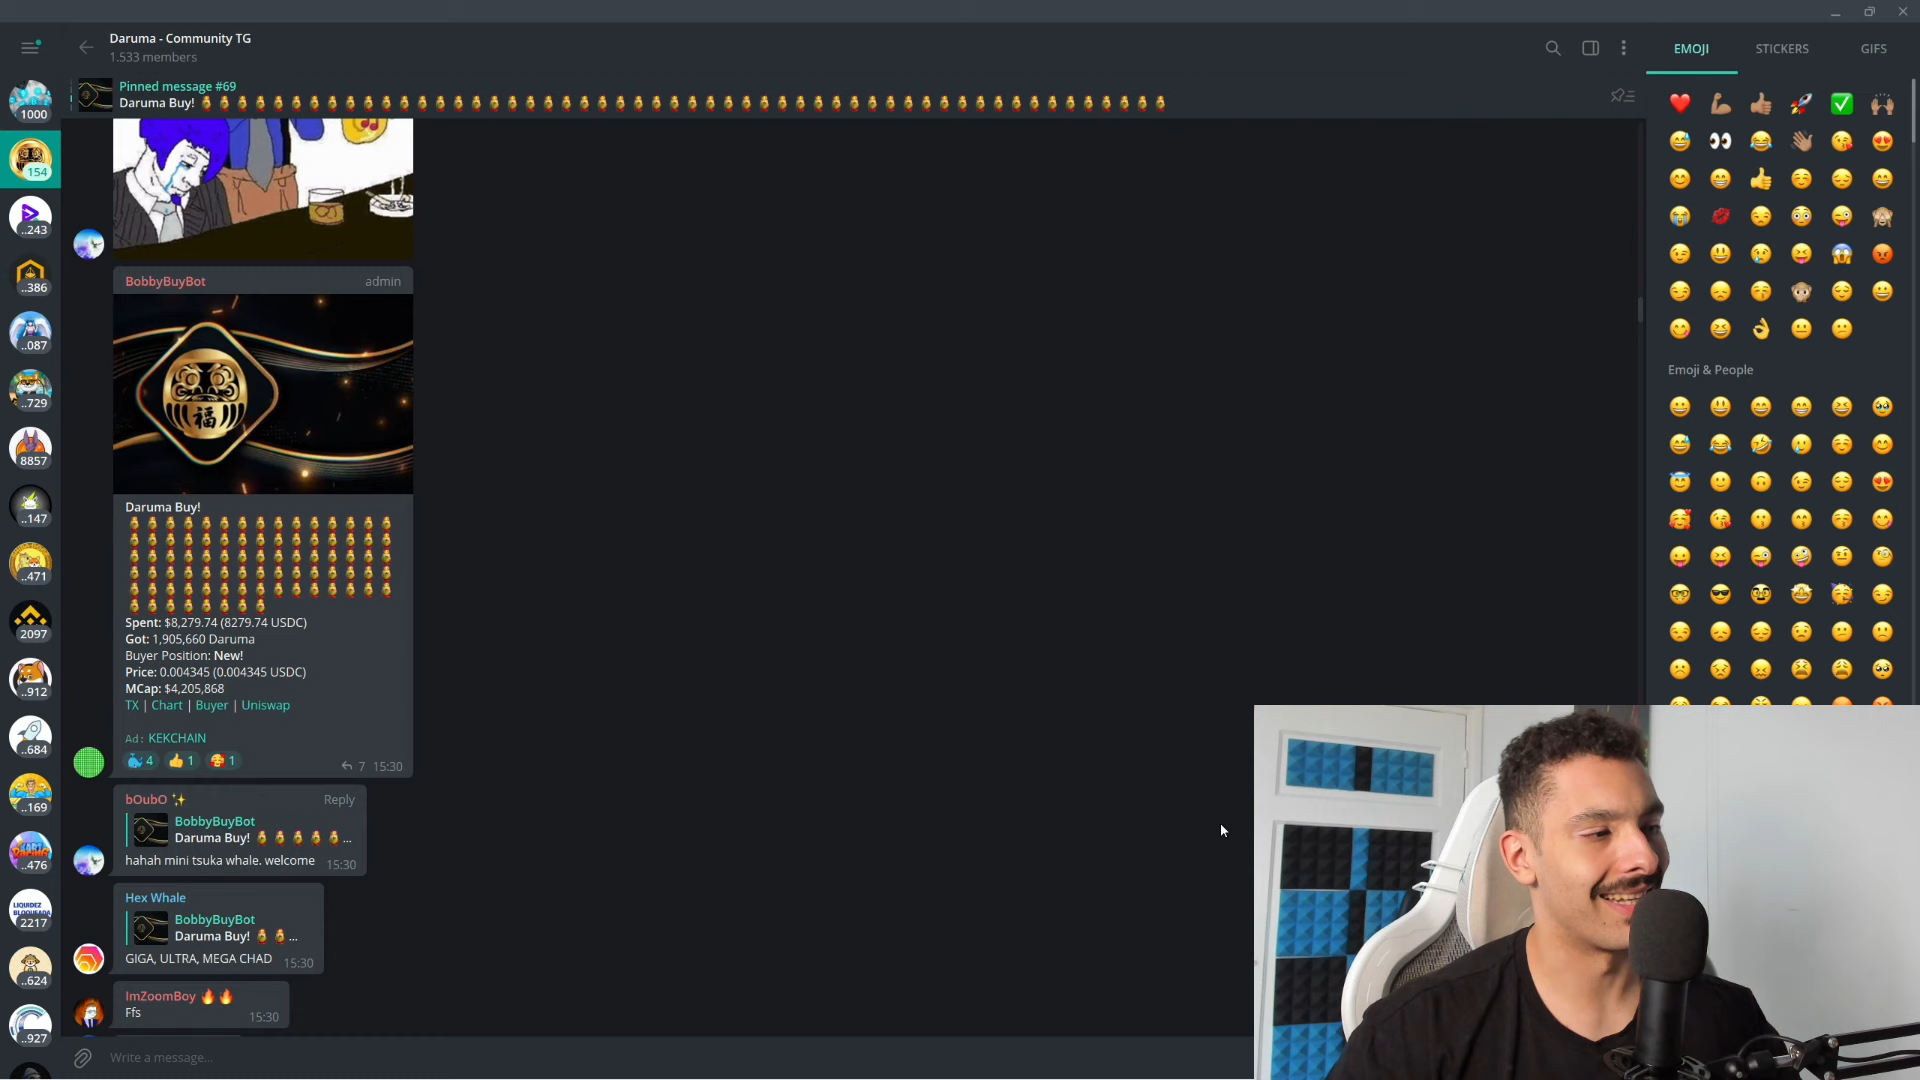 Daruma - Community TG
1.533 members
EMOJI
STICKERS
GIFS
Pinned message #69
Daruma Buy!
1000
154
..243
..386
..087
..729
8857
..147
..471
2097
..912
..684
..169
..476
LIQUIDEZ
BLOQUEADA
2217
..624
..927
BobbyBuyBot
admin
福
Daruma Buy!
Spent: $8,279.74 (8279.74 USDC)
Got: 1,905,660 Daruma
Buyer Position: New!
Price: 0.004345 (0.004345 USDC)
MCap: $4,205,868
TX | Chart | Buyer | Uniswap
Ad: KEKCHAIN
4
1
1
7 15:30
bOubO
Reply
BobbyBuyBot
Daruma Buy! ...
hahah mini tsuka whale. welcome
15:30
Hex Whale
BobbyBuyBot
Daruma Buy! ...
GIGA, ULTRA, MEGA CHAD
15:30
ImZoomBoy
Ffs
15:30
Write a message...
Emoji & People